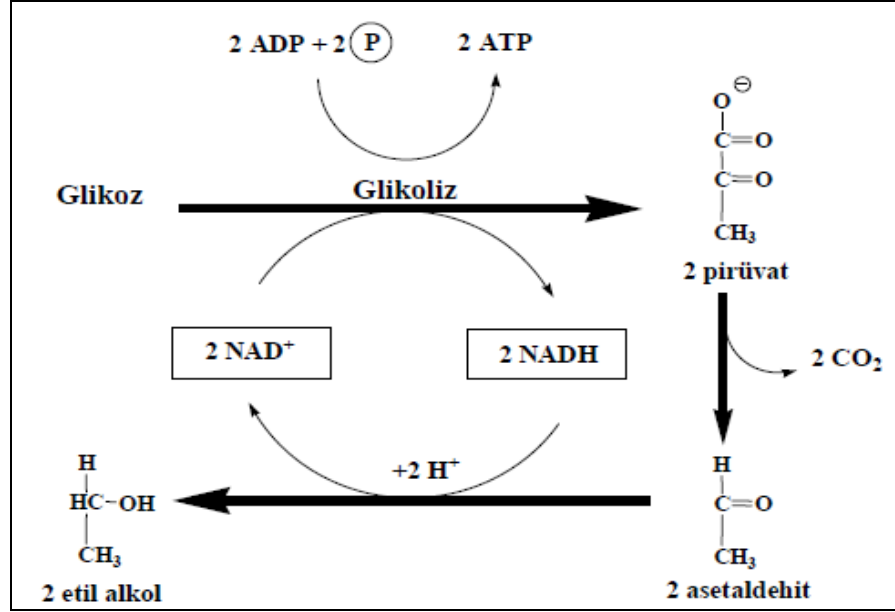 2 ADP + 2 P 2 ATP
O⊖
C=O
C=O
CH₃
Glikoz
Glikoliz
2 pirüvat
2 NAD⁺
2 NADH
2 CO₂
+2 H⁺
H
C=O
CH₃
2 asetaldehit
H
HC-OH
CH₃
2 etil alkol